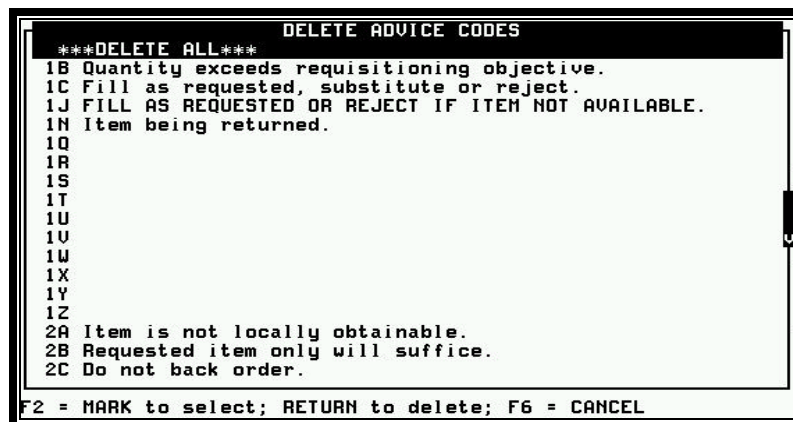 DELETE ADVICE CODES
***DELETE ALL***
1B Quantity exceeds requisitioning objective.
1C Fill as requested, substitute or reject.
1J FILL AS REQUESTED OR REJECT IF ITEM NOT AVAILABLE.
1N Item being returned.
1Q
1R
1S
1T
1U
1V
1W
1X
1Y
1Z
2A Item is not locally obtainable.
2B Requested item only will suffice.
2C Do not back order.
F2 = MARK to select; RETURN to delete; F6 = CANCEL